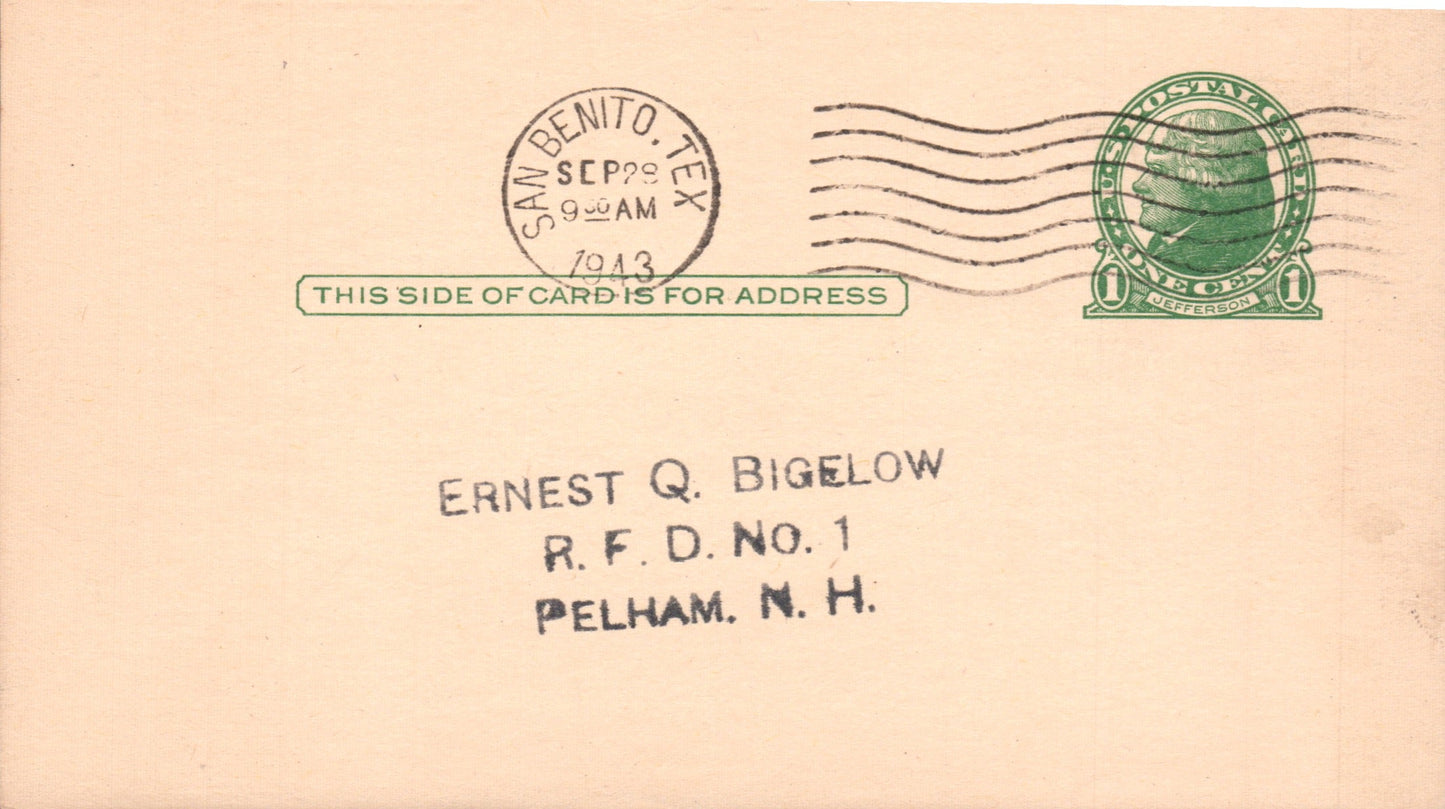 SAN BENITO, TEX
SEP 28
9 30 AM
1943
U.S. POSTAL CARD
ONE CENT
1 JEFFERSON 1
THIS SIDE OF CARD IS FOR ADDRESS
ERNEST Q. BIGELOW
R. F. D. NO. 1
PELHAM, N. H.